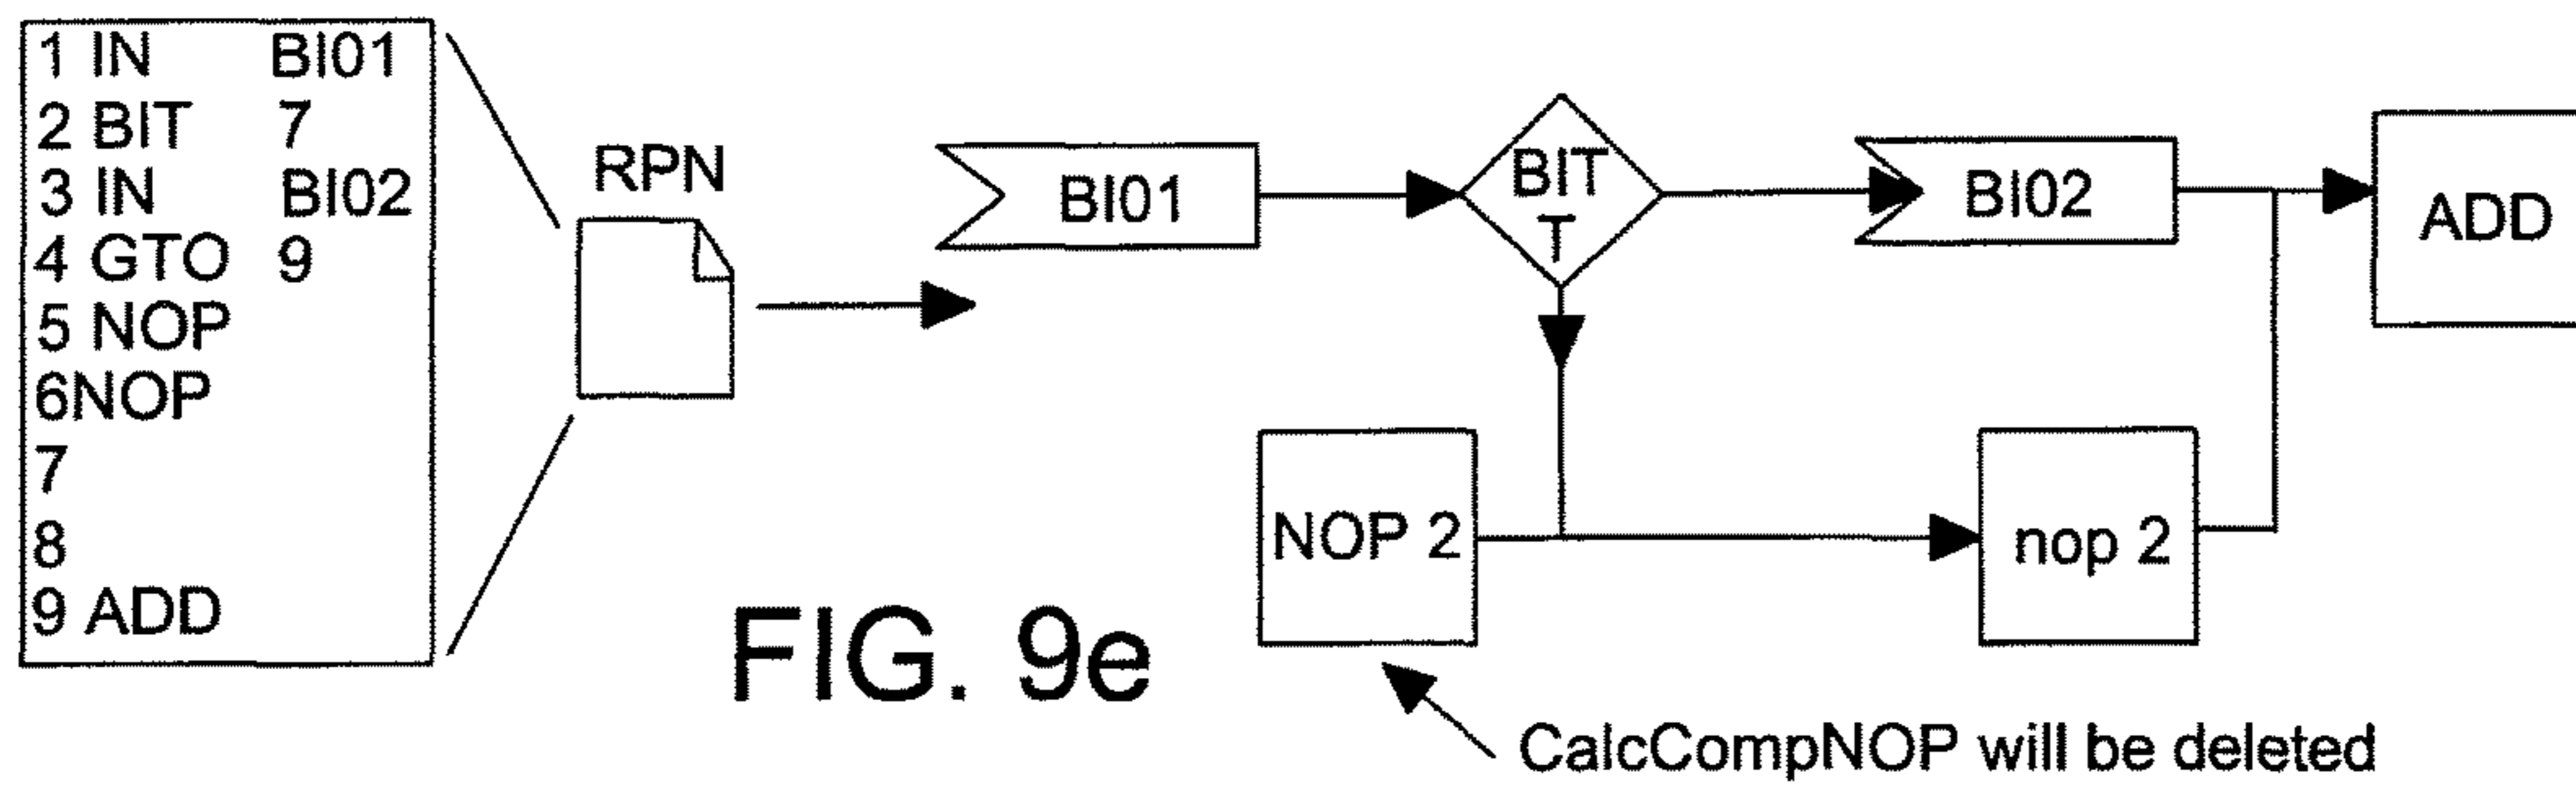 1 IN BI01
2 BIT 7
3 IN BI02
4 GTO 9
5 NOP
6NOP
7
8
9 ADD
RPN
BI01
BIT
T
BI02
ADD
NOP 2
nop 2
FIG. 9e
CalcCompNOP will be deleted